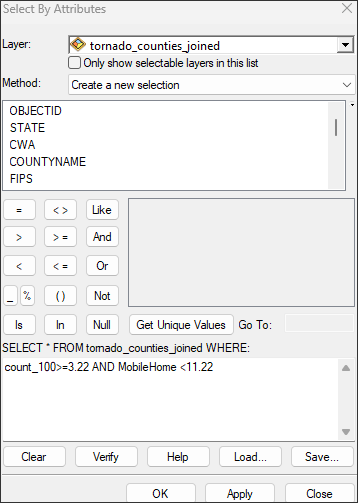 Select By Attributes
Layer: tornado_counties_joined
Only show selectable layers in this list
Method: Create a new selection
OBJECTID
STATE
CWA
COUNTYNAME
FIPS
= < > Like
> > = And
< < = Or
_ % ( ) Not
Is In Null Get Unique Values Go To:
SELECT * FROM tornado_counties_joined WHERE:
count_100>=3.22 AND MobileHome <11.22
Clear Verify Help Load... Save...
OK Apply Close